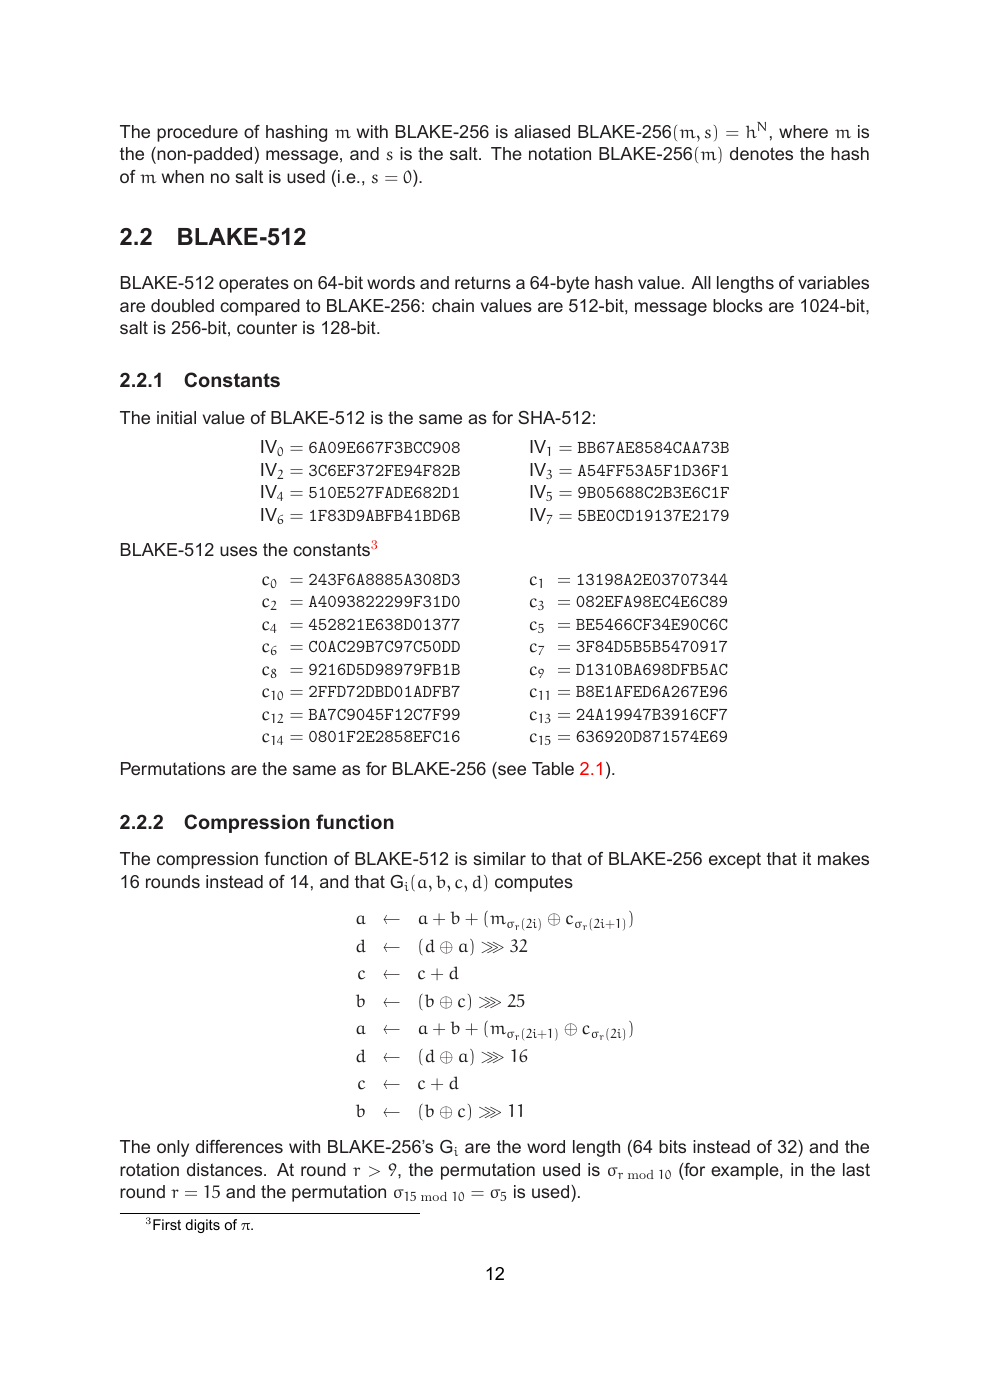 The procedure of hashing m with BLAKE-256 is aliased BLAKE-256(m, s) = hᴺ, where m is
the (non-padded) message, and s is the salt. The notation BLAKE-256(m) denotes the hash
of m when no salt is used (i.e., s = 0).
2.2 BLAKE-512
BLAKE-512 operates on 64-bit words and returns a 64-byte hash value. All lengths of variables
are doubled compared to BLAKE-256: chain values are 512-bit, message blocks are 1024-bit,
salt is 256-bit, counter is 128-bit.
2.2.1 Constants
The initial value of BLAKE-512 is the same as for SHA-512:
IV₀ = 6A09E667F3BCC908 IV₁ = BB67AE8584CAA73B
IV₂ = 3C6EF372FE94F82B IV₃ = A54FF53A5F1D36F1
IV₄ = 510E527FADE682D1 IV₅ = 9B05688C2B3E6C1F
IV₆ = 1F83D9ABFB41BD6B IV₇ = 5BE0CD19137E2179
BLAKE-512 uses the constants³
c₀ = 243F6A8885A308D3 c₁ = 13198A2E03707344
c₂ = A4093822299F31D0 c₃ = 082EFA98EC4E6C89
c₄ = 452821E638D01377 c₅ = BE5466CF34E90C6C
c₆ = C0AC29B7C97C50DD c₇ = 3F84D5B5B5470917
c₈ = 9216D5D98979FB1B c₉ = D1310BA698DFB5AC
c₁₀ = 2FFD72DBD01ADFB7 c₁₁ = B8E1AFED6A267E96
c₁₂ = BA7C9045F12C7F99 c₁₃ = 24A19947B3916CF7
c₁₄ = 0801F2E2858EFC16 c₁₅ = 636920D871574E69
Permutations are the same as for BLAKE-256 (see Table 2.1).
2.2.2 Compression function
The compression function of BLAKE-512 is similar to that of BLAKE-256 except that it makes
16 rounds instead of 14, and that Gᵢ(a, b, c, d) computes
a ← a + b + (m_σᵣ(2i) ⊕ c_σᵣ(2i+1))
d ← (d ⊕ a) ⋙ 32
c ← c + d
b ← (b ⊕ c) ⋙ 25
a ← a + b + (m_σᵣ(2i+1) ⊕ c_σᵣ(2i))
d ← (d ⊕ a) ⋙ 16
c ← c + d
b ← (b ⊕ c) ⋙ 11
The only differences with BLAKE-256's Gᵢ are the word length (64 bits instead of 32) and the
rotation distances. At round r > 9, the permutation used is σ_r mod 10 (for example, in the last
round r = 15 and the permutation σ_15 mod 10 = σ₅ is used).
³First digits of π.
12